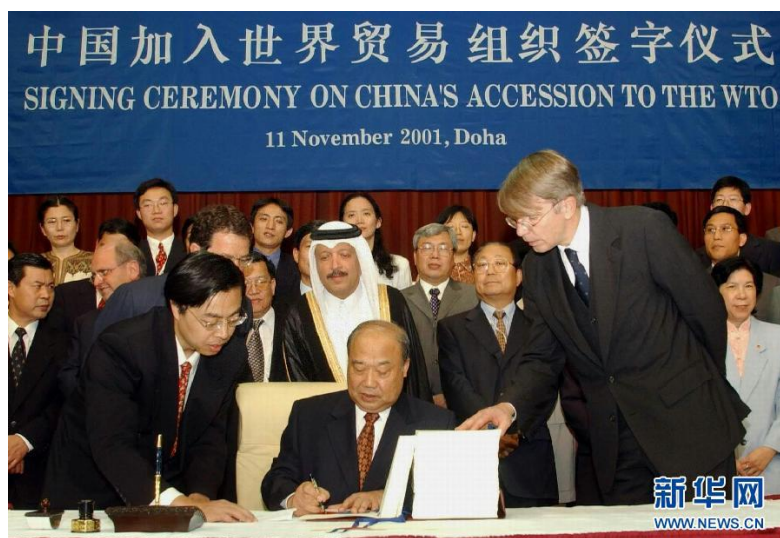 中国加入世界贸易组织签字仪式
SIGNING CEREMONY ON CHINA'S ACCESSION TO THE WTO
11 November 2001, Doha
新华网
WWW.NEWS.CN